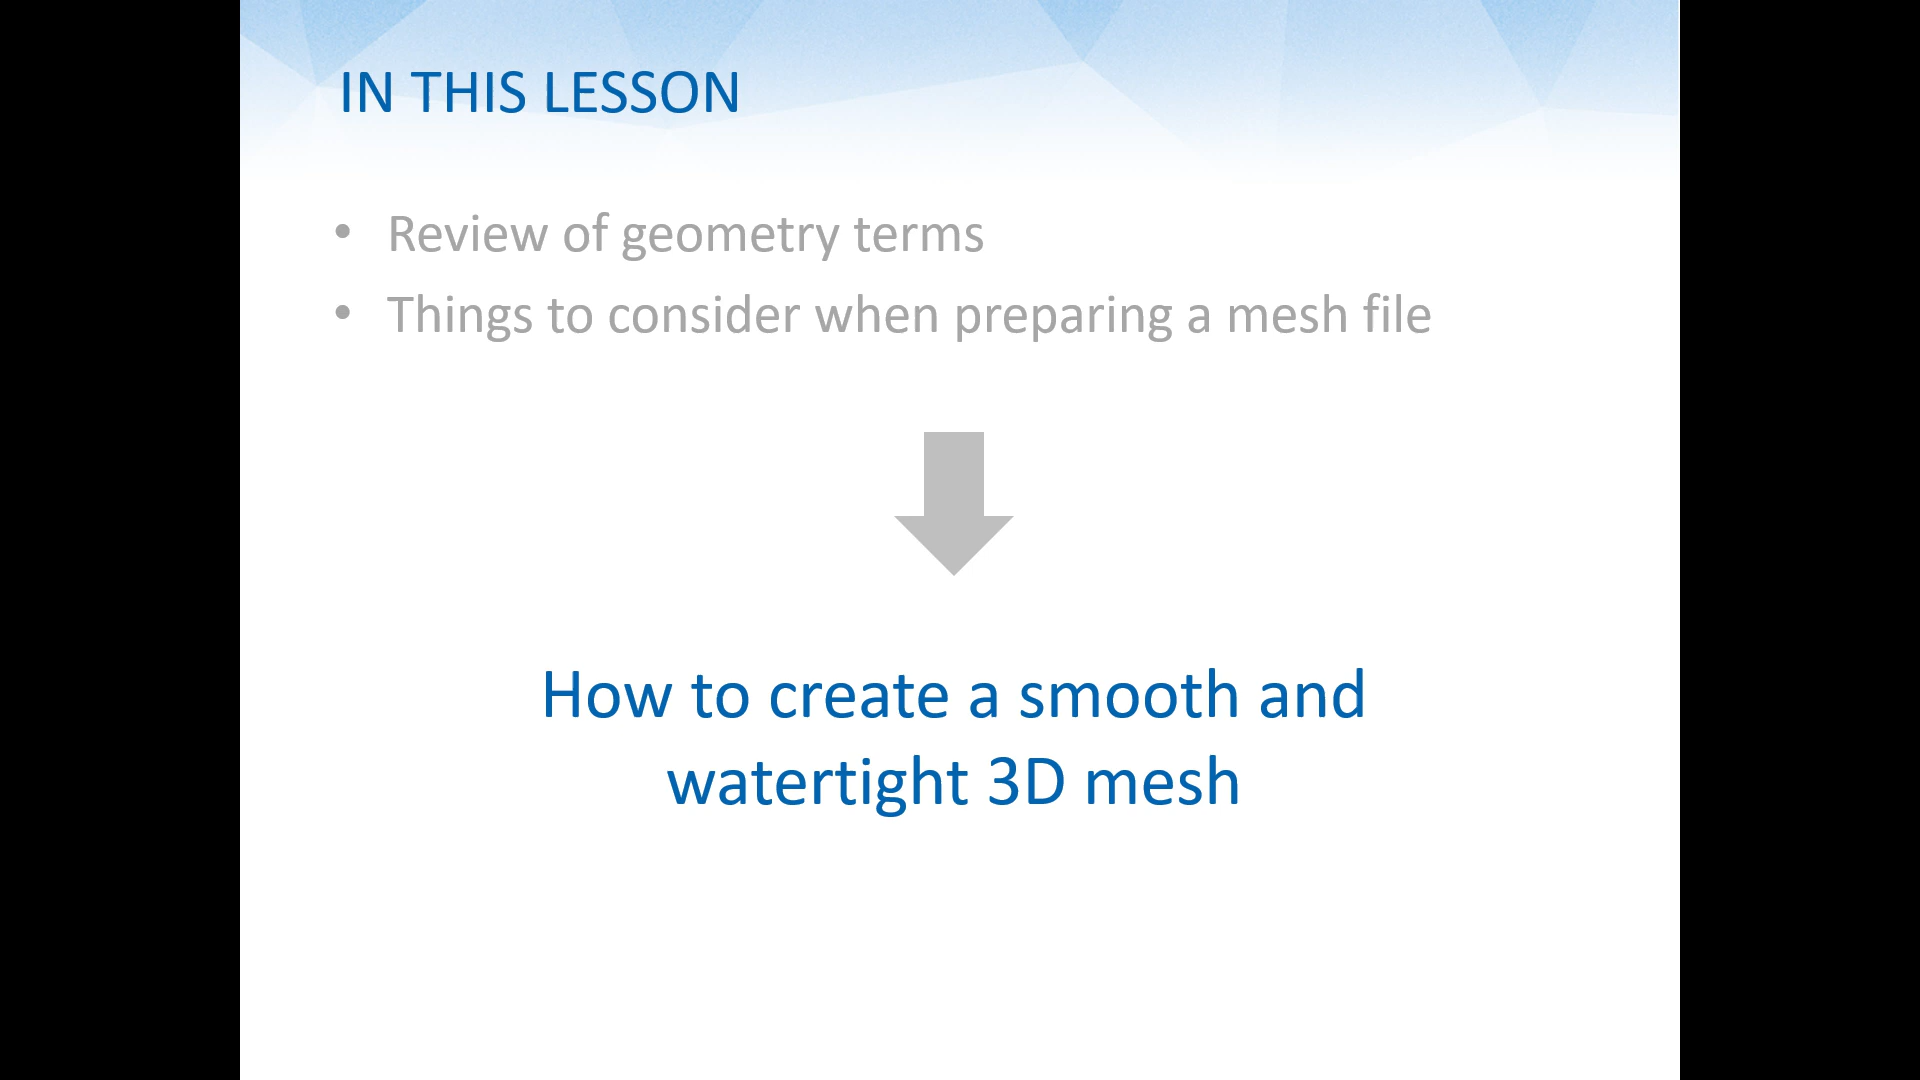 IN THIS LESSON
• Review of geometry terms
• Things to consider when preparing a mesh file
How to create a smooth and
watertight 3D mesh